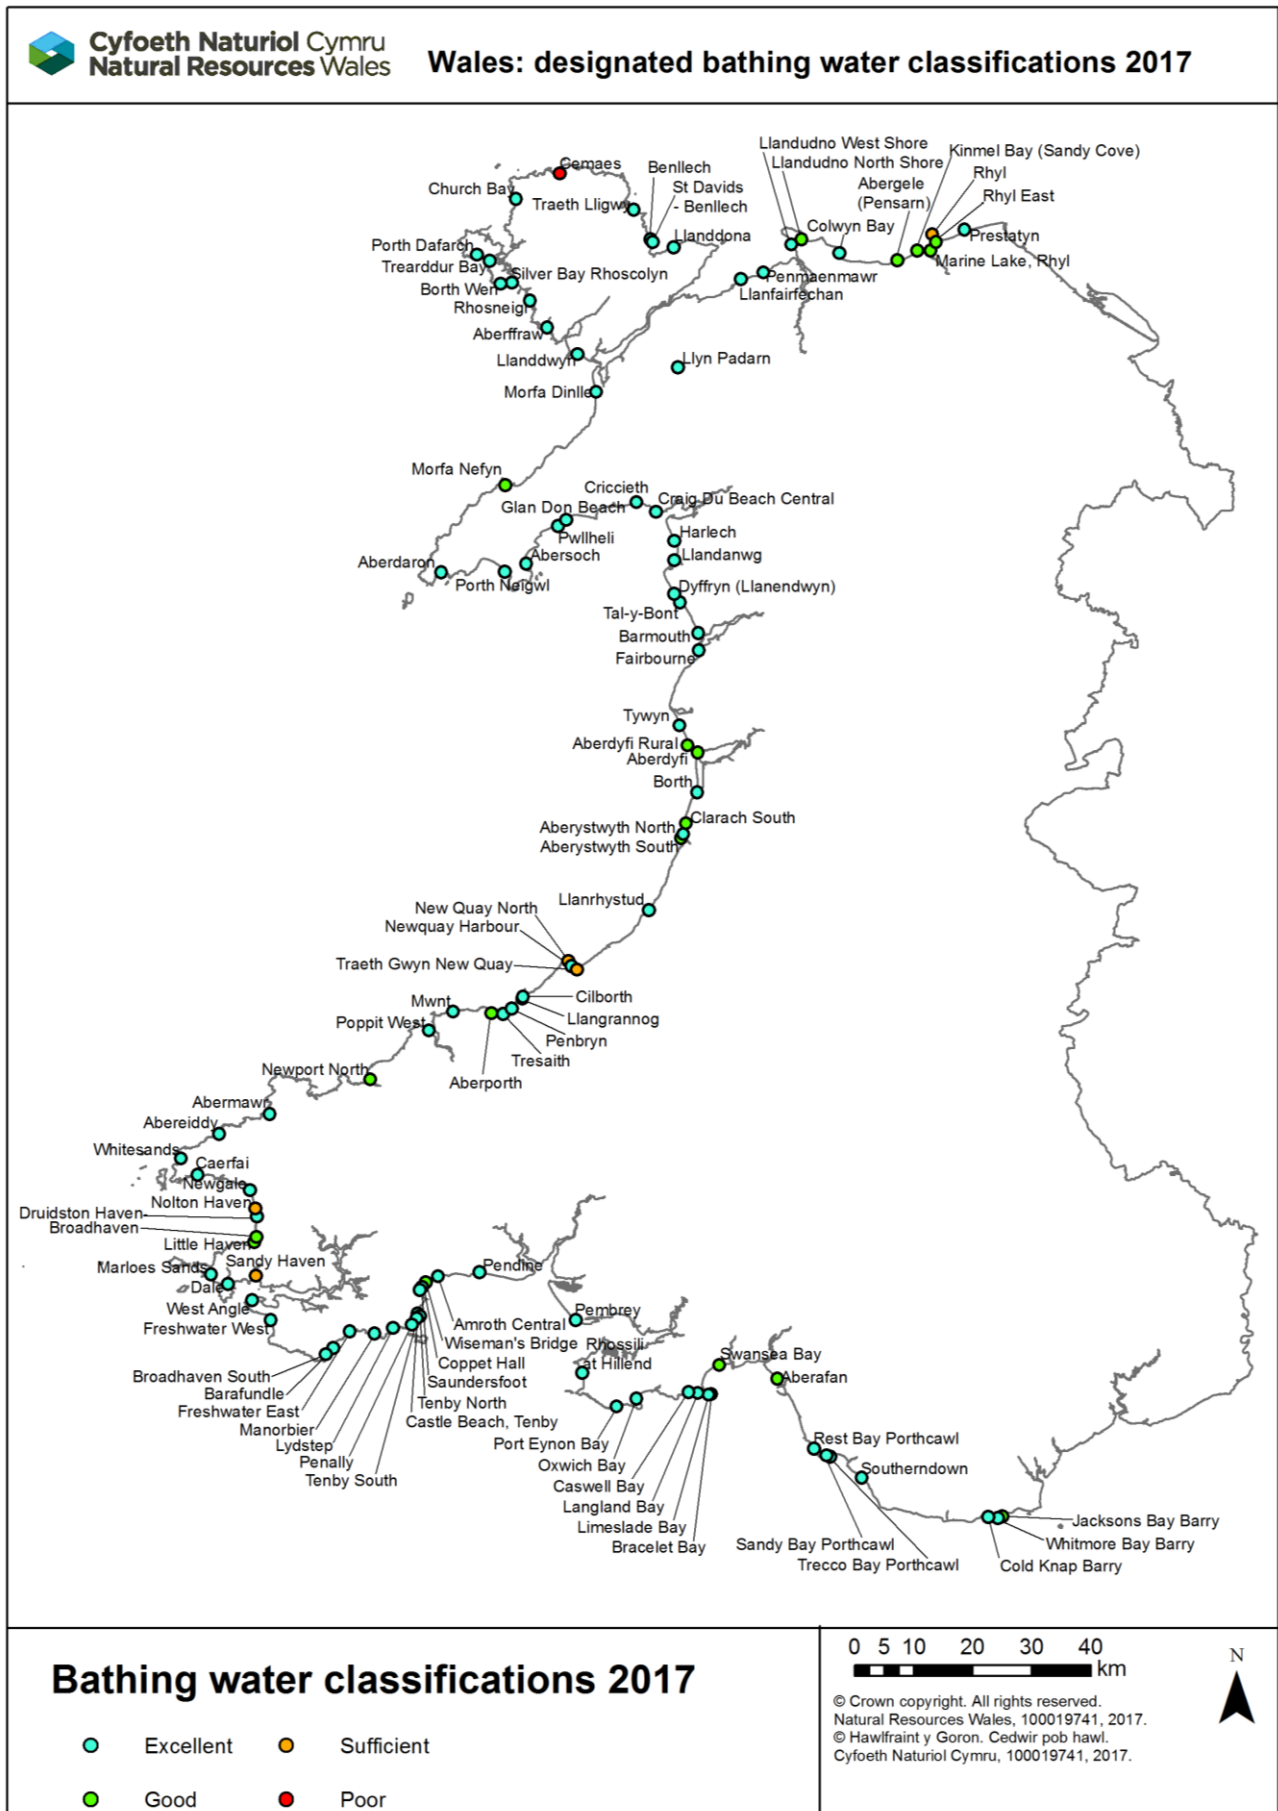 Cyfoeth Naturiol Cymru
Natural Resources Wales
Wales: designated bathing water classifications 2017
Llandudno West Shore
Llandudno North Shore
Kinmel Bay (Sandy Cove)
Cemaes
Benllech
Rhyl
Abergele
(Pensarn)
Church Bay
St Davids
- Benllech
Rhyl East
Traeth Lligwy
Colwyn Bay
Llanddona
Prestatyn
Porth Dafarch
Marine Lake, Rhyl
Trearddur Bay
Silver Bay Rhoscolyn
Penmaenmawr
Borth Wen
Llanfairfechan
Rhosneigr
Aberffraw
Llanddwyn
Llyn Padarn
Morfa Dinlle
Morfa Nefyn
Criccieth
Craig Du Beach Central
Glan Don Beach
Harlech
Pwllheli
Abersoch
Llandanwg
Aberdaron
Porth Neigwl
Dyffryn (Llanendwyn)
Tal-y-Bont
Barmouth
Fairbourne
Tywyn
Aberdyfi Rural
Aberdyfi
Borth
Clarach South
Aberystwyth North
Aberystwyth South
Llanrhystud
New Quay North
Newquay Harbour
Traeth Gwyn New Quay
Cilborth
Mwnt
Llangrannog
Poppit West
Penbryn
Tresaith
Newport North
Aberporth
Abermawr
Abereiddy
Whitesands
Caerfai
Newgale
Nolton Haven
Druidston Haven
Broadhaven
Little Haven
Marloes Sands
Sandy Haven
Pendine
Dale
West Angle
Pembrey
Freshwater West
Amroth Central
Wiseman's Bridge
Rhossili
at Hillend
Swansea Bay
Coppet Hall
Broadhaven South
Aberafan
Saundersfoot
Barafundle
Tenby North
Freshwater East
Castle Beach, Tenby
Manorbier
Port Eynon Bay
Rest Bay Porthcawl
Lydstep
Oxwich Bay
Southerndown
Penally
Tenby South
Caswell Bay
Langland Bay
Limeslade Bay
Jacksons Bay Barry
Bracelet Bay
Sandy Bay Porthcawl
Whitmore Bay Barry
Trecco Bay Porthcawl
Cold Knap Barry
Bathing water classifications 2017
Excellent
Sufficient
Good
Poor
0 5 10 20 30 40
km
N
© Crown copyright. All rights reserved.
Natural Resources Wales, 100019741, 2017.
© Hawlfraint y Goron. Cedwir pob hawl.
Cyfoeth Naturiol Cymru, 100019741, 2017.